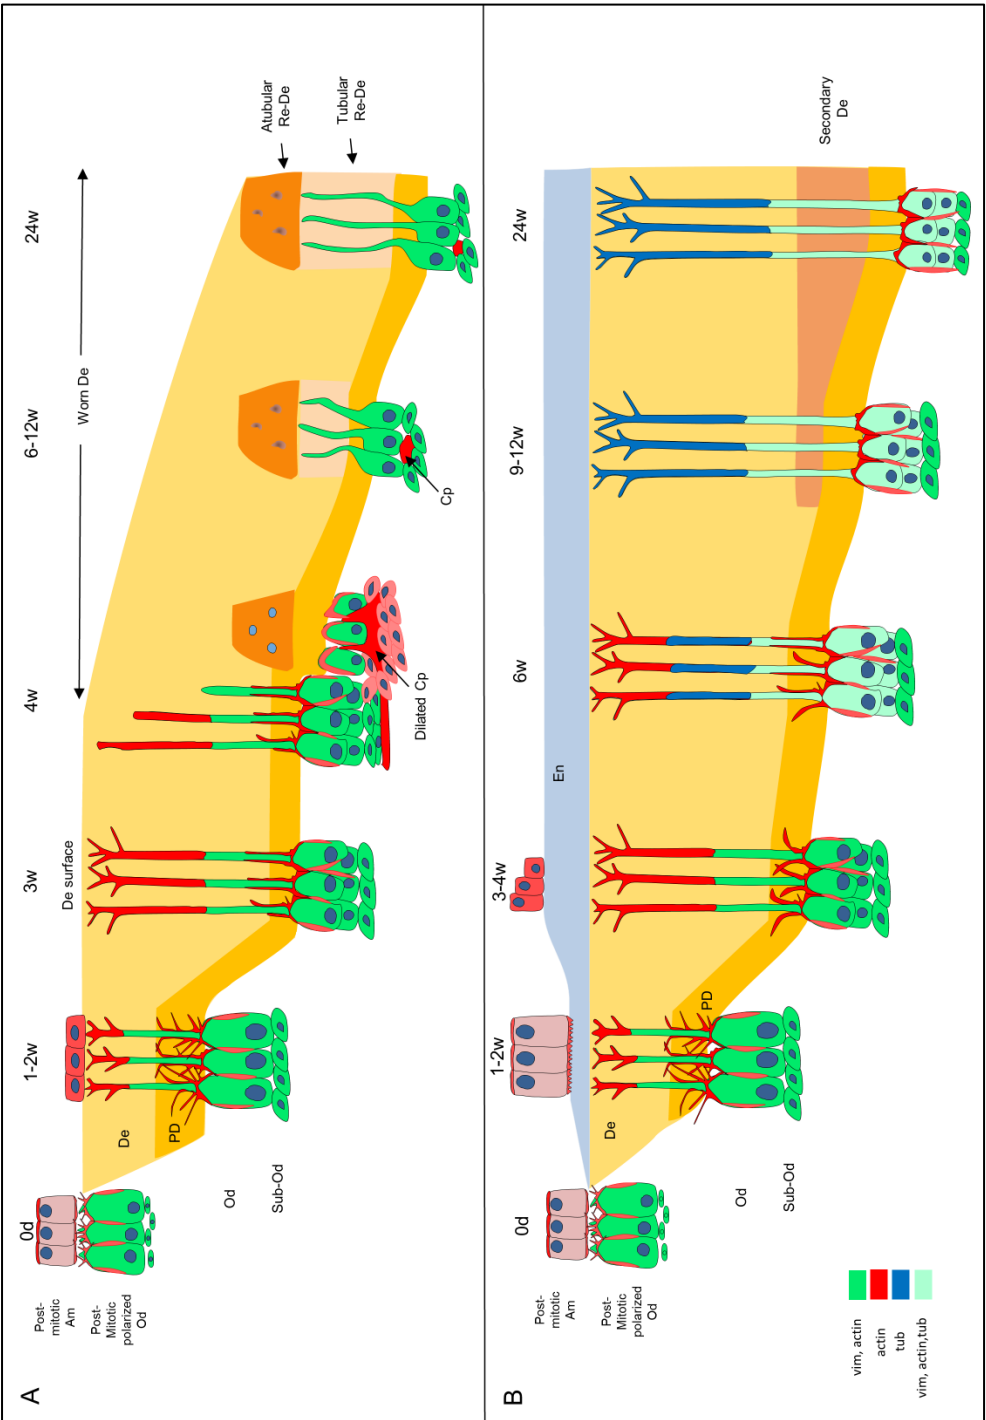 A
0d
1-2w
3w
4w
6-12w
24w
De surface
Worn De
Atubular
Re-De
Tubular
Re-De
Post-
mitotic
Am
Post-
Mitotic
polarized
Od
De
PD
Od
Sub-Od
Dilated Cp
Cp
B
0d
1-2w
3-4w
6w
9-12w
24w
En
Post-
mitotic
Am
Post-
Mitotic
polarized
Od
De
PD
Od
Sub-Od
Secondary
De
vim, actin
actin
tub
vim, actin,tub